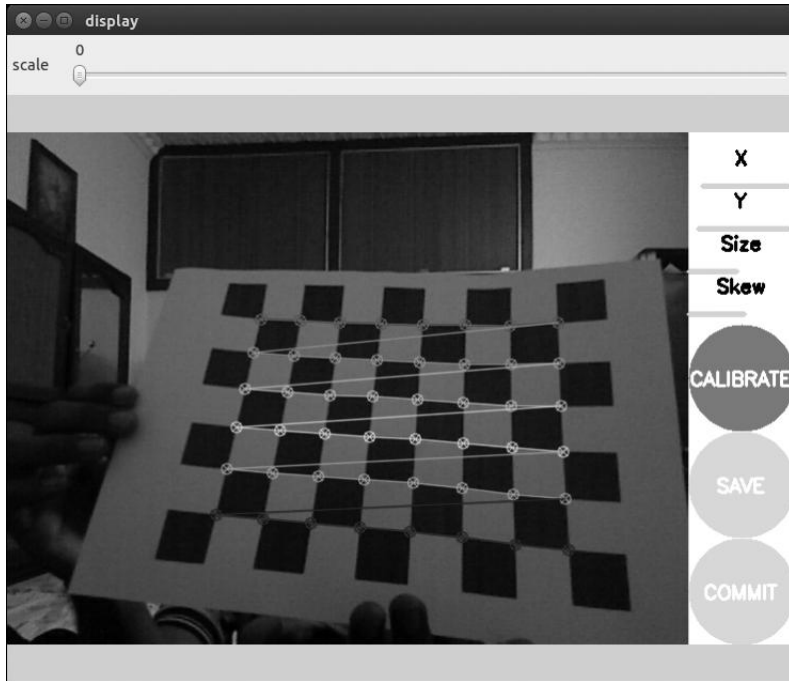 display
0
scale
X
Y
Size
Skew
CALIBRATE
SAVE
COMMIT